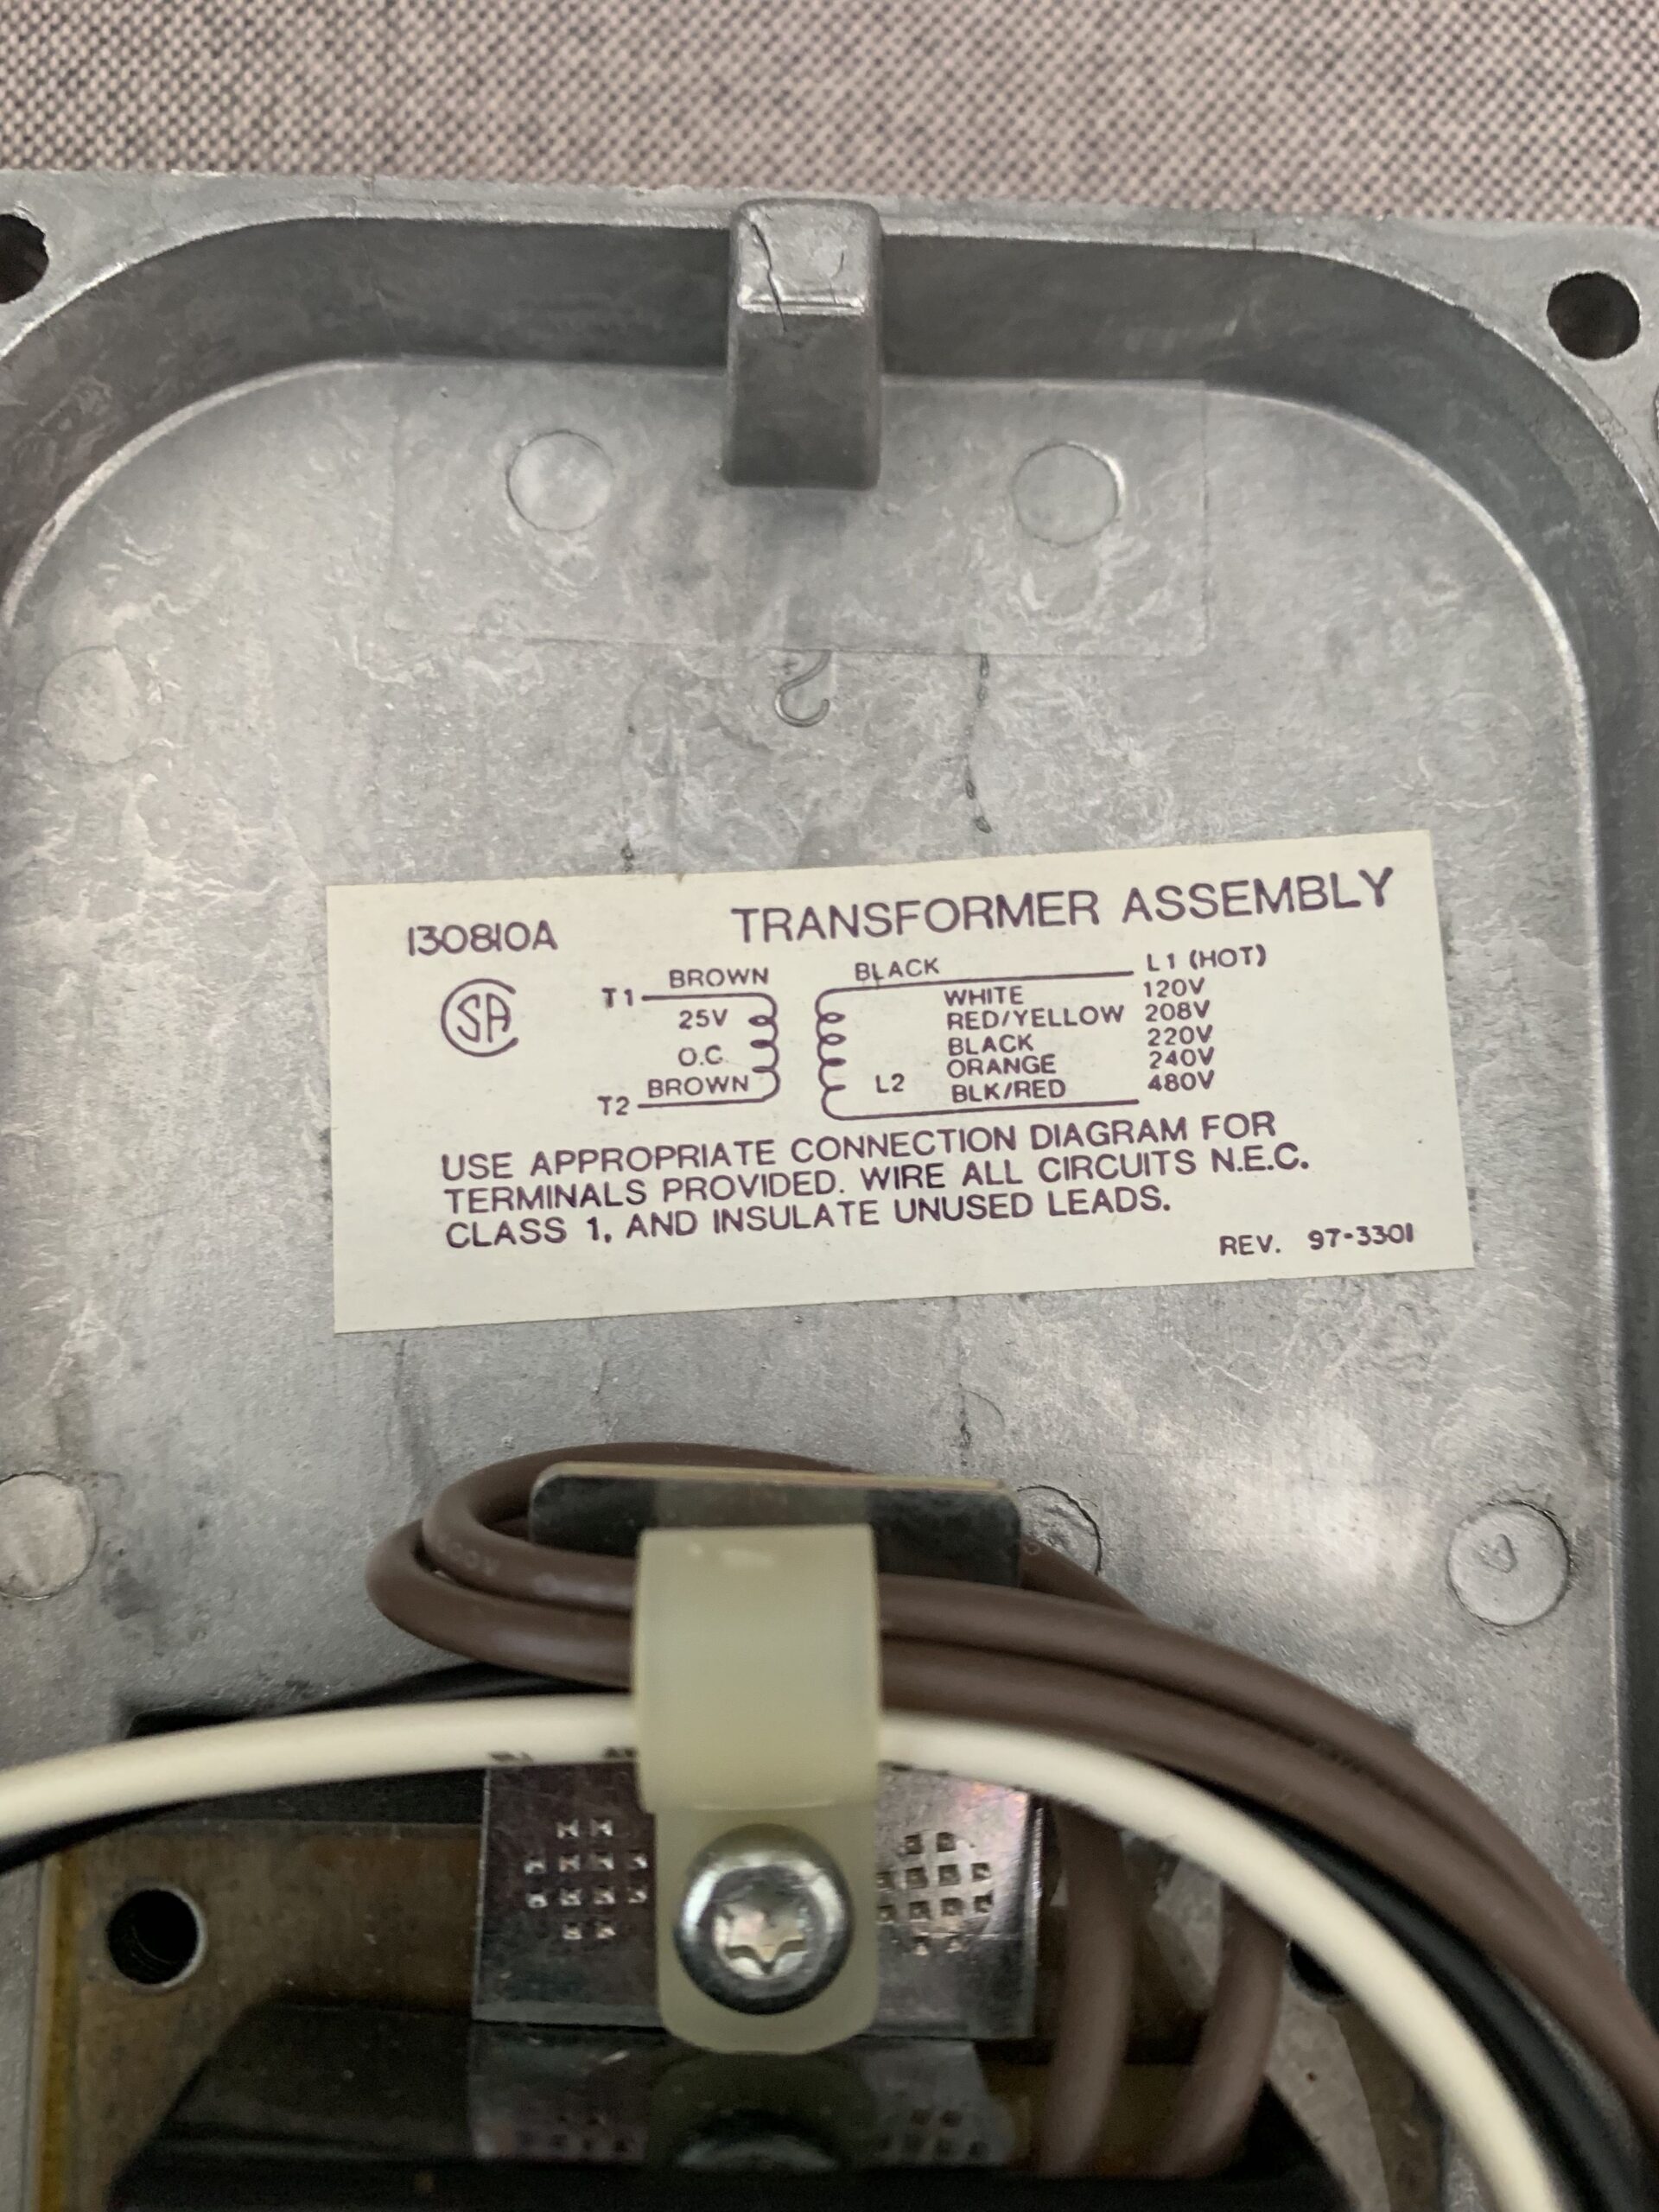 130810A
TRANSFORMER ASSEMBLY
BROWN
T1
25V
O.C.
BROWN
T2
BLACK L1 (HOT)
WHITE 120V
RED/YELLOW 208V
BLACK 220V
ORANGE 240V
L2 BLK/RED 480V
USE APPROPRIATE CONNECTION DIAGRAM FOR
TERMINALS PROVIDED. WIRE ALL CIRCUITS N.E.C.
CLASS 1, AND INSULATE UNUSED LEADS.
REV. 97-3301